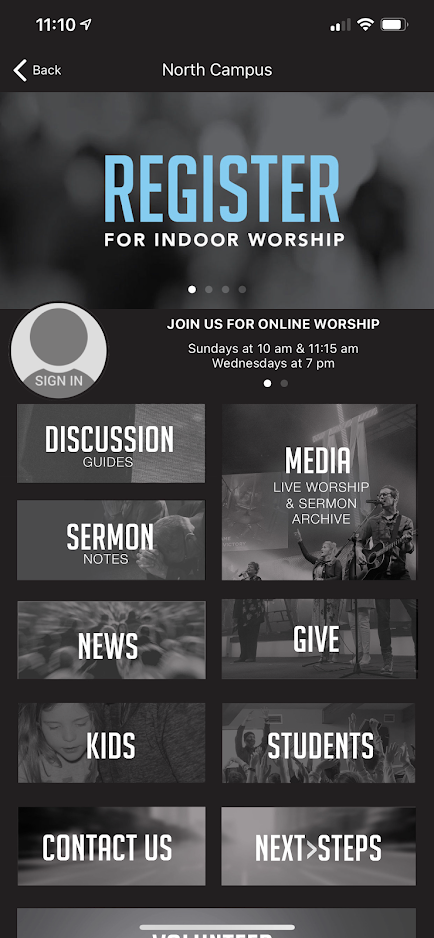 11:10
Back
North Campus
REGISTER
FOR INDOOR WORSHIP
JOIN US FOR ONLINE WORSHIP
Sundays at 10 am & 11:15 am
Wednesdays at 7 pm
SIGN IN
DISCUSSION
GUIDES
MEDIA
LIVE WORSHIP
& SERMON
ARCHIVE
SERMON
NOTES
NEWS
GIVE
KIDS
STUDENTS
CONTACT US
NEXT>STEPS
VOLUNTEER